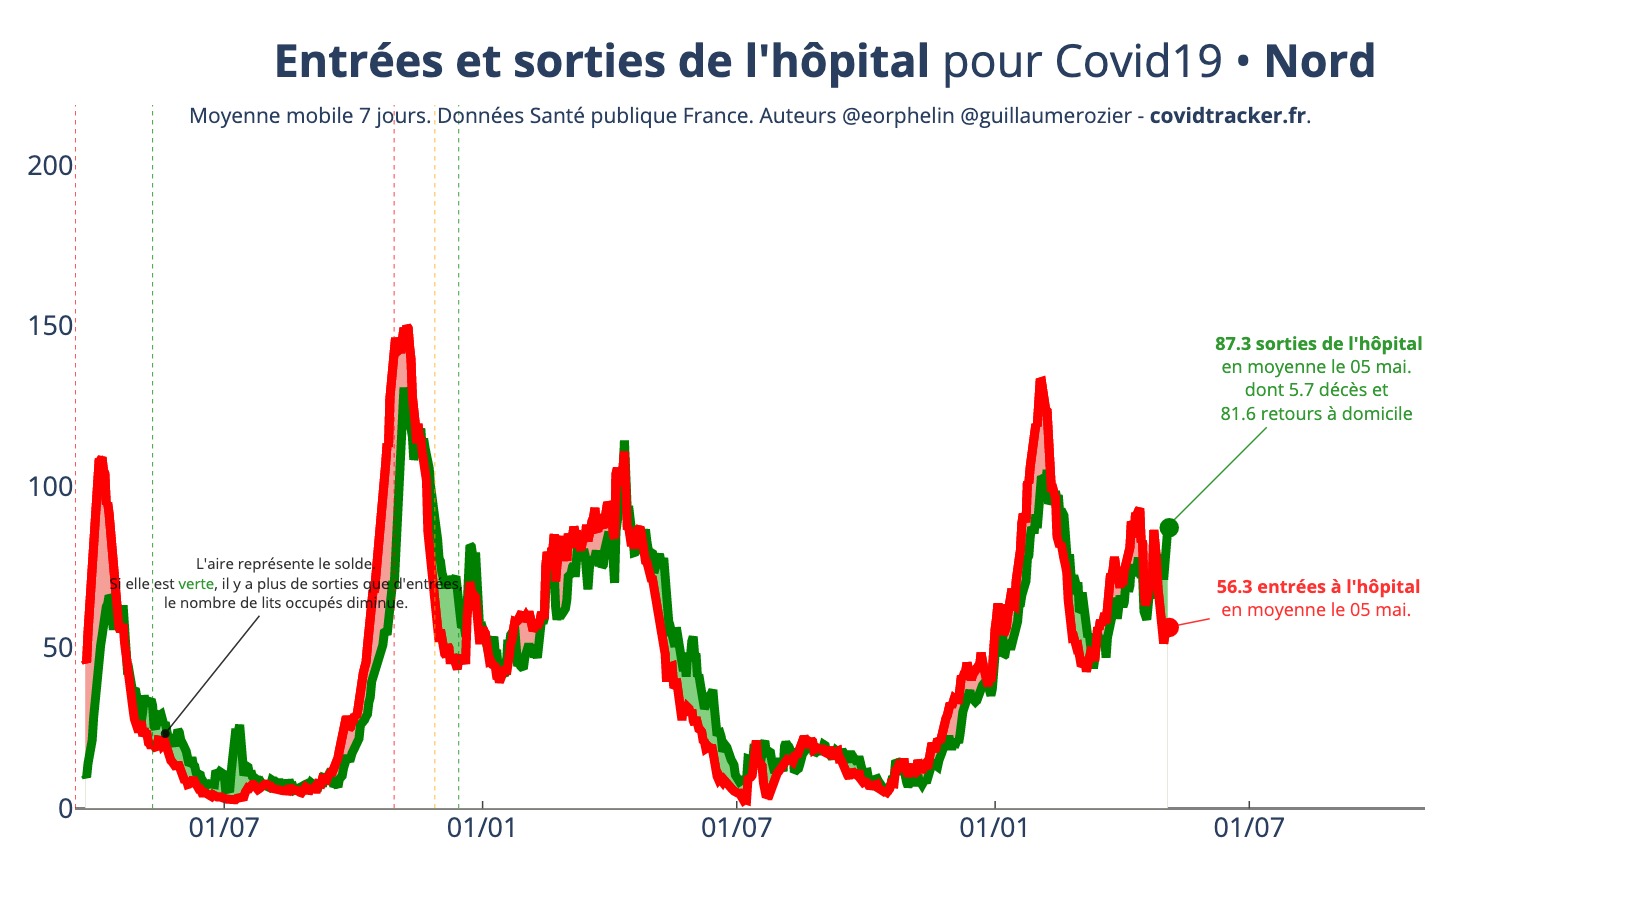 Entrées et sorties de l'hôpital pour Covid19 • Nord
Moyenne mobile 7 jours. Données Santé publique France. Auteurs @eorphelin @guillaumerozier - covidtracker.fr.
200
150
87.3 sorties de l'hôpital
en moyenne le 05 mai.
dont 5.7 décès et
81.6 retours à domicile
100
L'aire représente le solde.
Si elle est verte, il y a plus de sorties que d'entrées,
le nombre de lits occupés diminue.
56.3 entrées à l'hôpital
en moyenne le 05 mai.
50
0
01/07
01/01
01/07
01/01
01/07